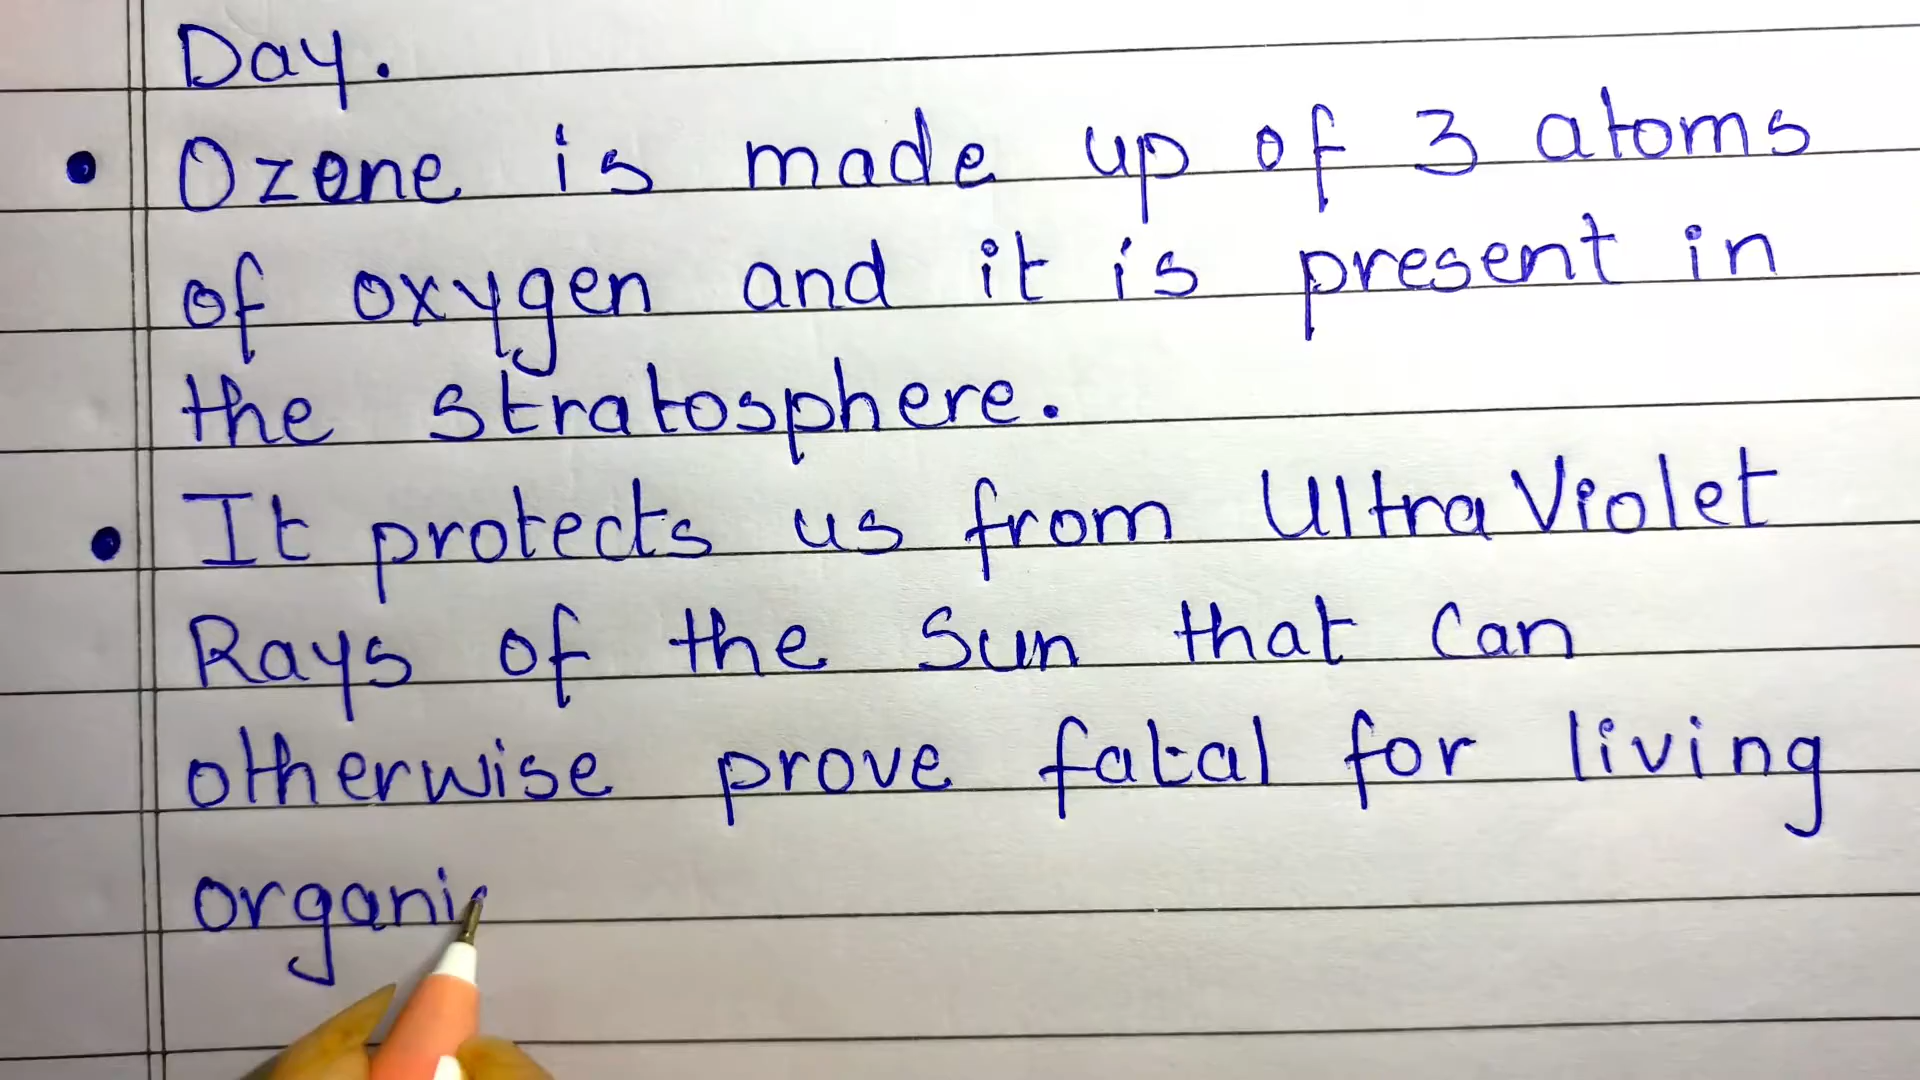 Day.
• Ozone is made up of 3 atoms
of oxygen and it is present in
the stratosphere.
• It protects us from Ultra Violet
Rays of the Sun that can
otherwise prove fatal for living
organi